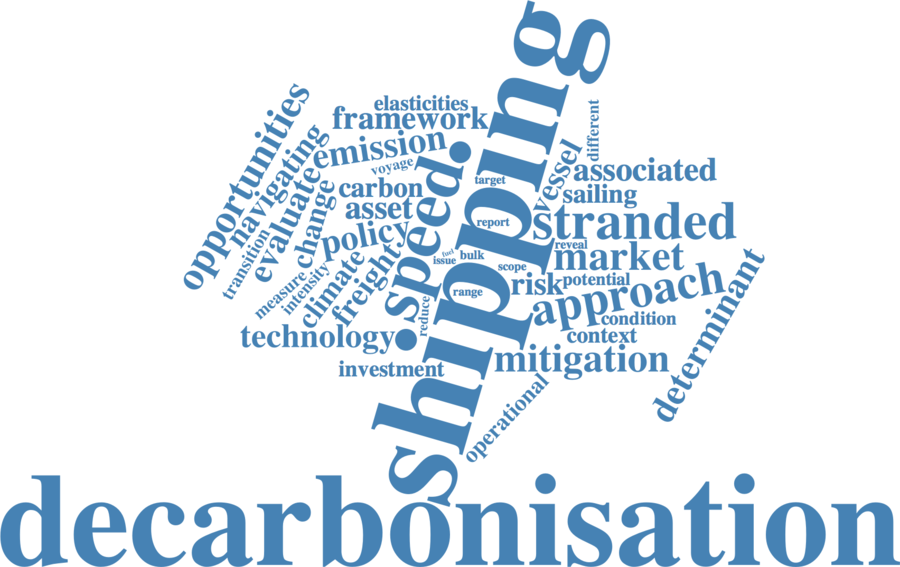 shipping
opportunities
elasticities
framework
navigating
emission
different
voyage
evaluate
carbon
target
vessel
associated
change
asset
sailing
speed
report
stranded
policy
transition
fuel
issue
bulk
reveal
market
climate
freight
scope
measure
intensity
range
risk
potential
approach
determinant
reduce
condition
technology
context
investment
mitigation
operational
decarbonisation